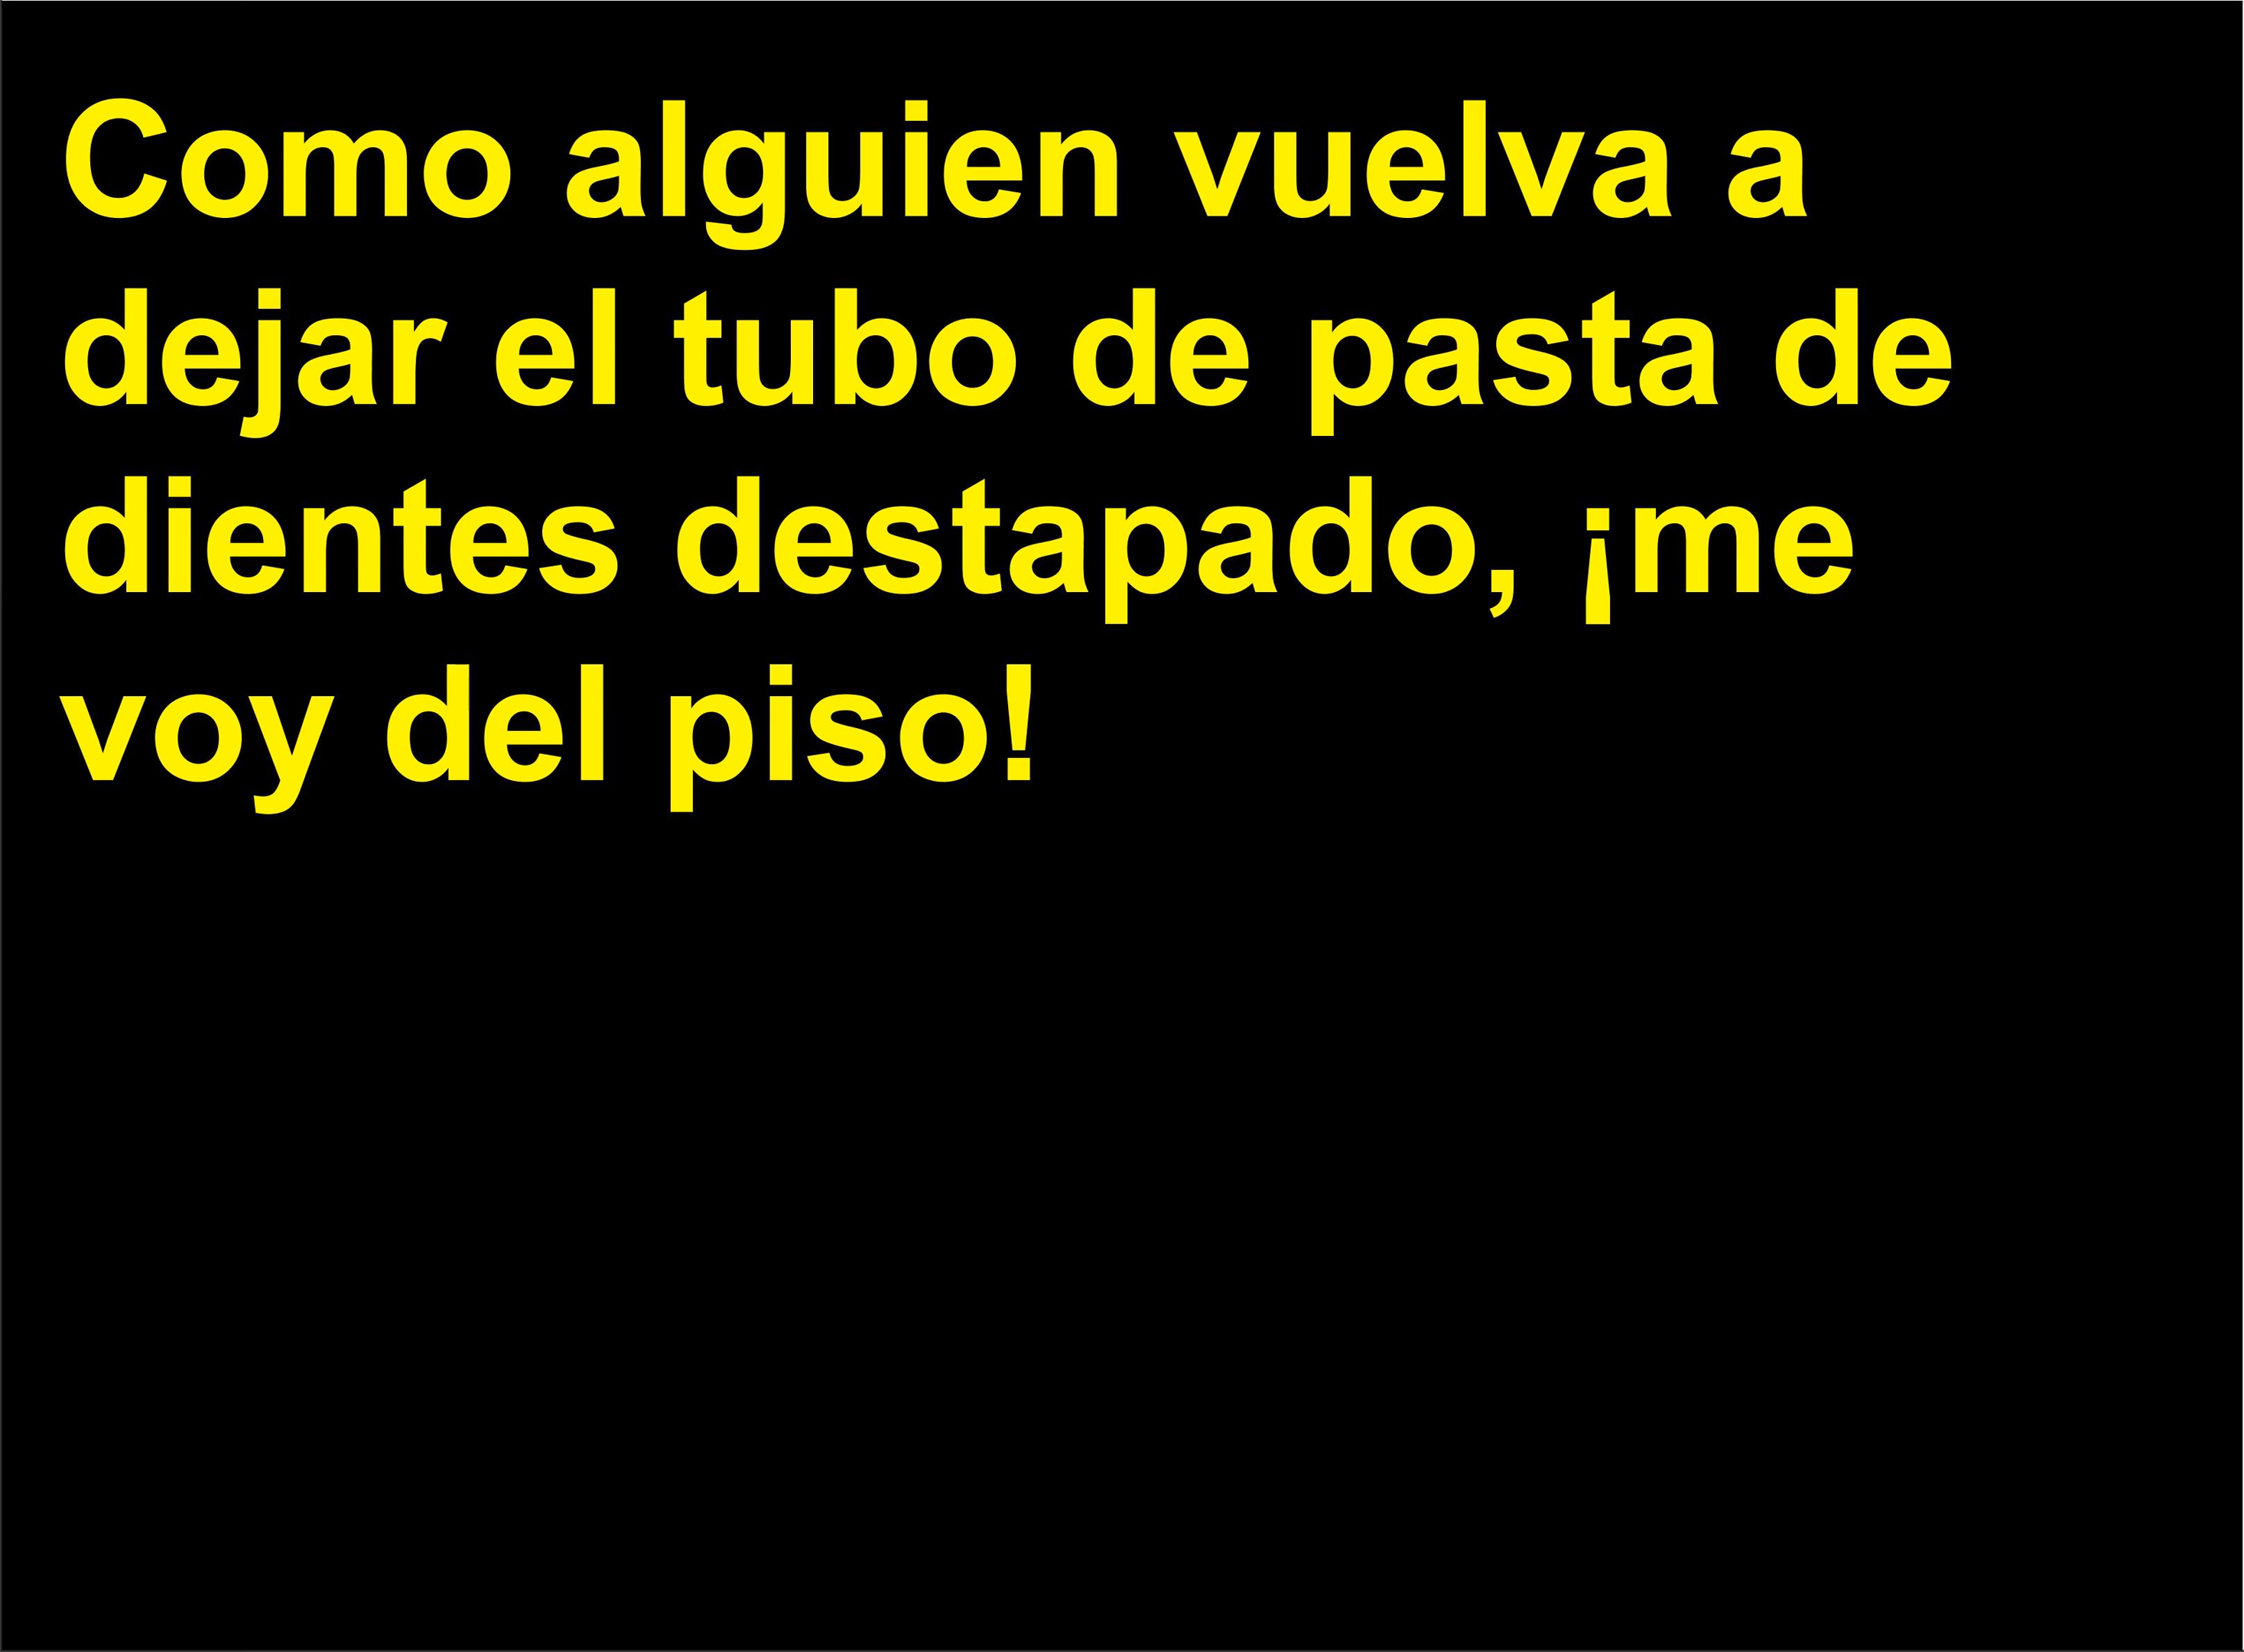 Como alguien vuelva a
dejar el tubo de pasta de
dientes destapado, ¡me
voy del piso!